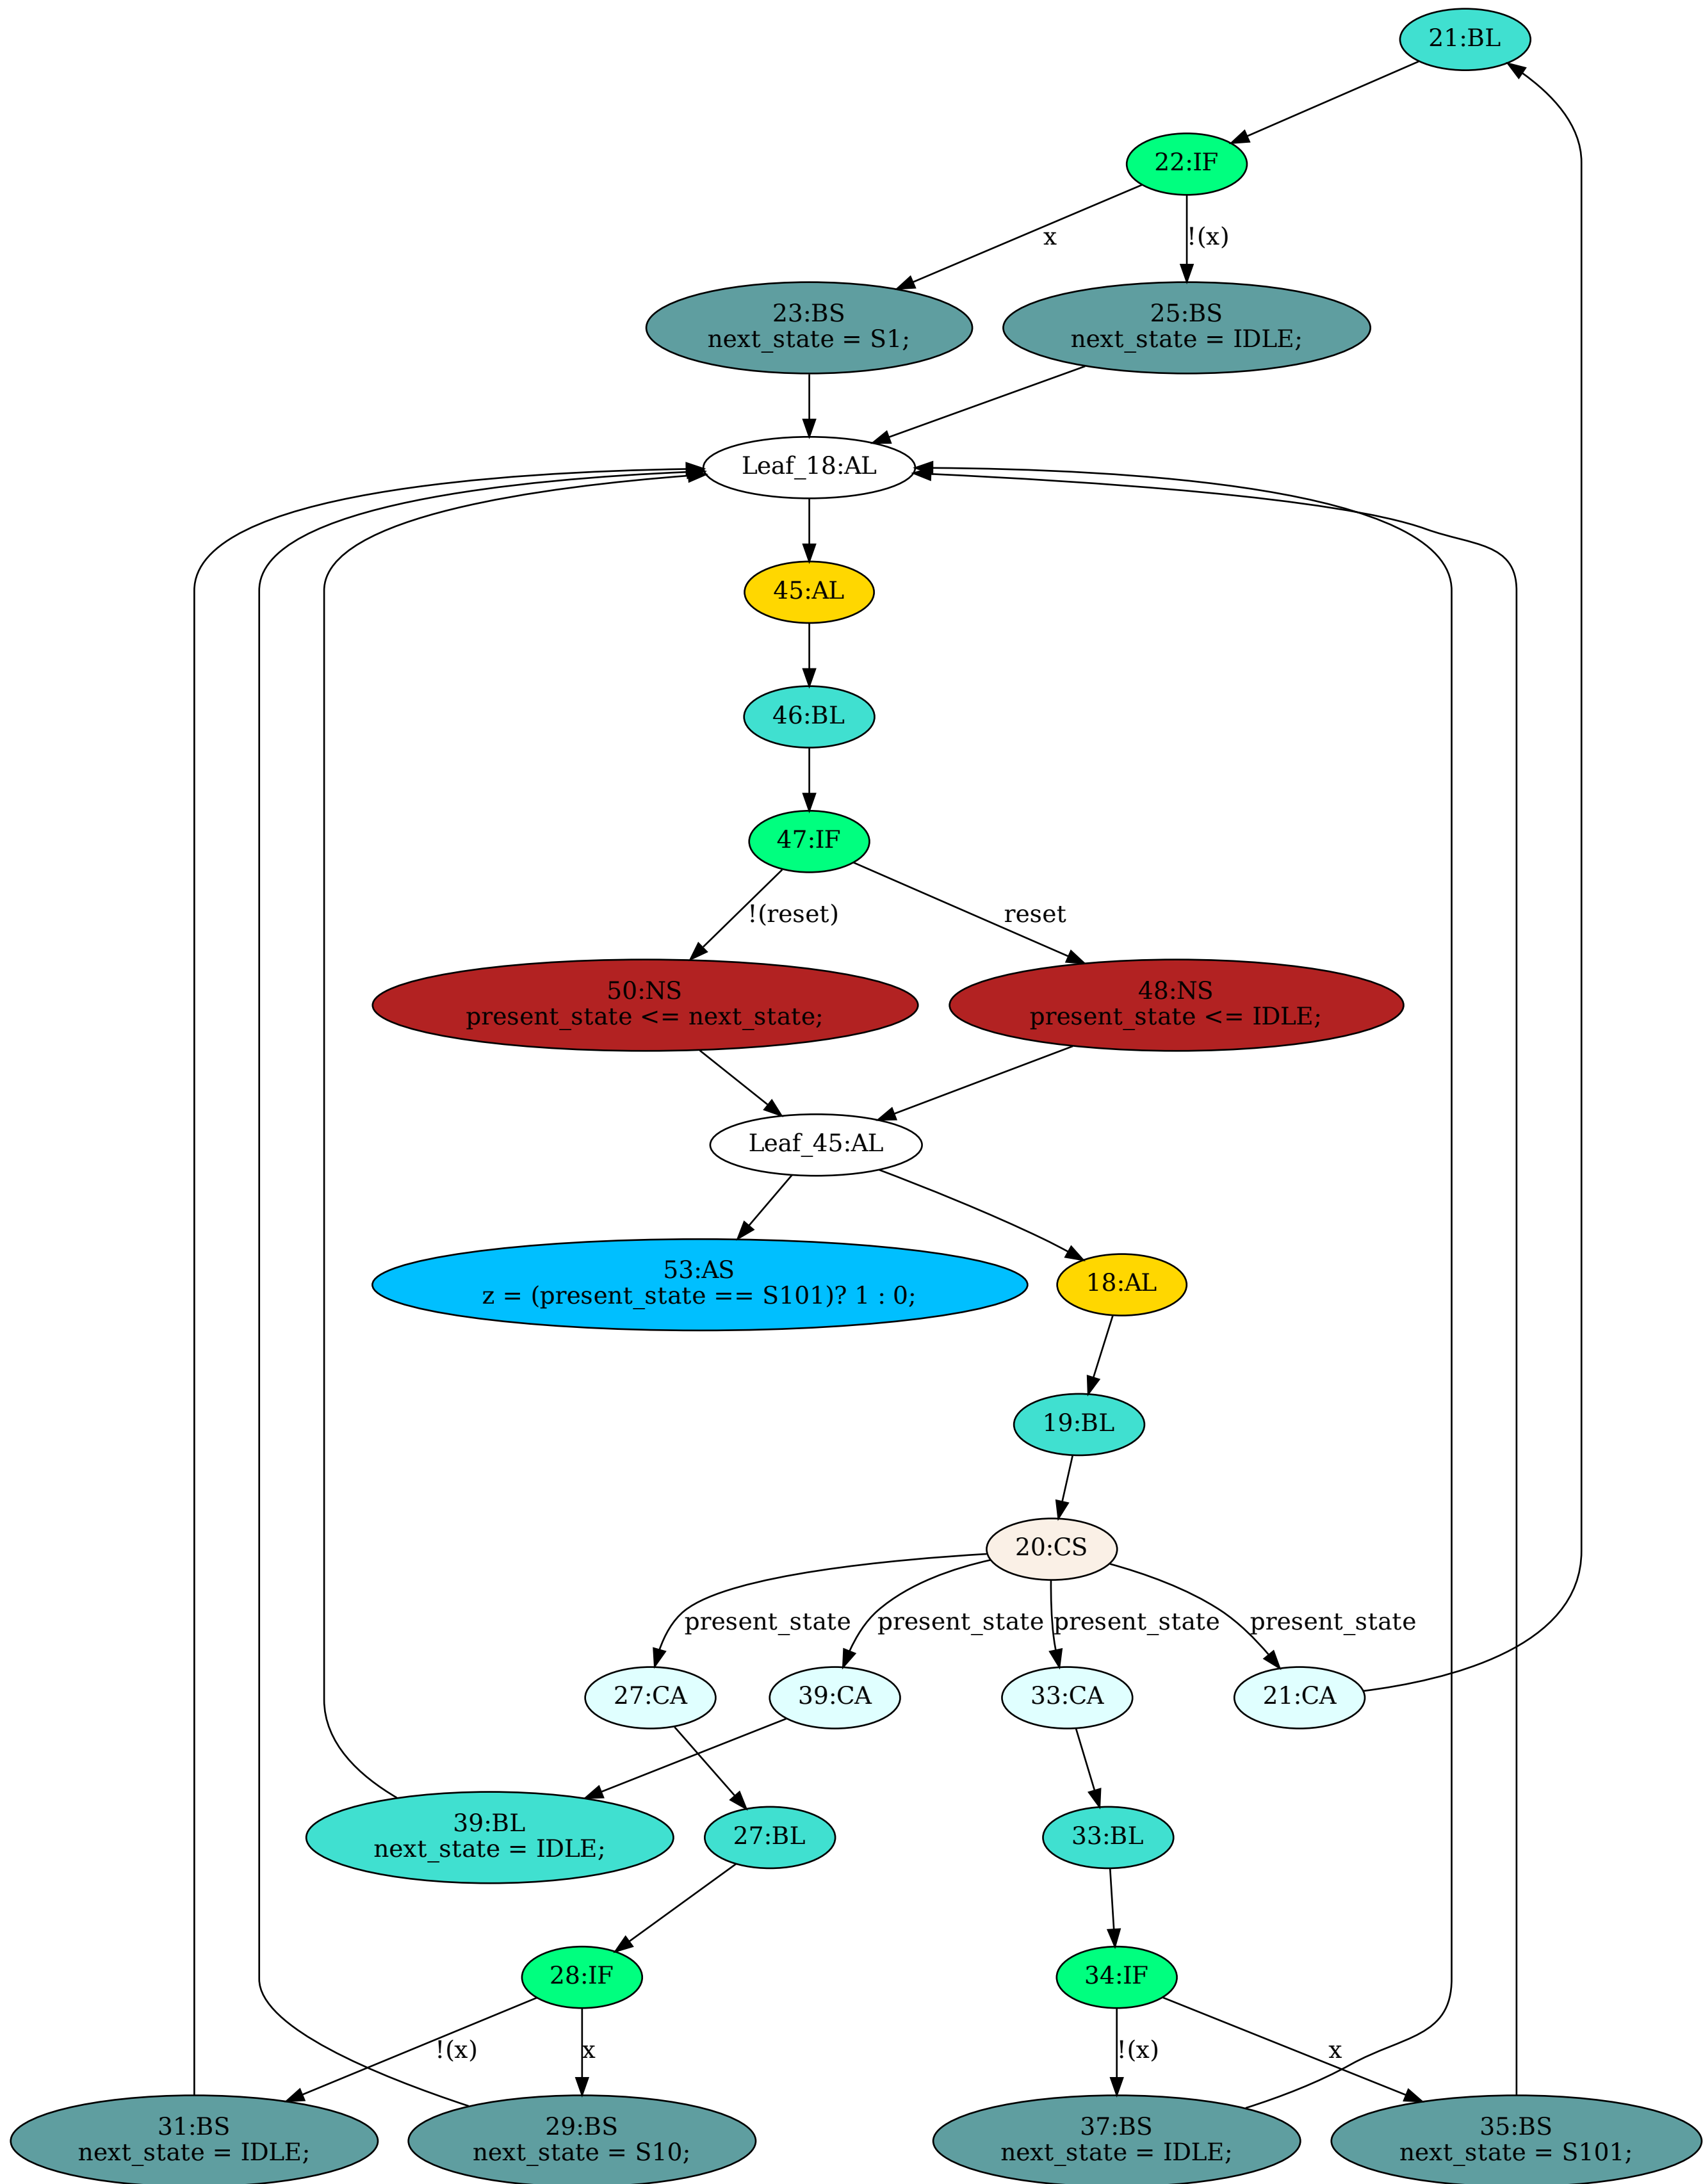 21:BL
22:IF
x
!(x)
23:BS
next_state = S1;
25:BS
next_state = IDLE;
Leaf_18:AL
45:AL
46:BL
47:IF
!(reset)
reset
50:NS
present_state <= next_state;
48:NS
present_state <= IDLE;
Leaf_45:AL
53:AS
z = (present_state == S101)? 1 : 0;
18:AL
19:BL
20:CS
present_state
present_state
present_state
present_state
27:CA
39:CA
33:CA
21:CA
39:BL
next_state = IDLE;
27:BL
33:BL
28:IF
34:IF
!(x)
x
!(x)
x
31:BS
next_state = IDLE;
29:BS
next_state = S10;
37:BS
next_state = IDLE;
35:BS
next_state = S101;